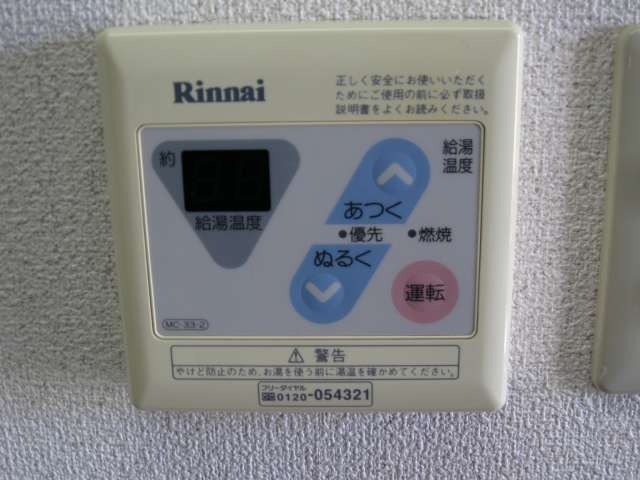 Rinnai
正しく安全にお使いいただく
ためにご使用の前に必ず取扱
説明書をよくお読みください。
約
給湯温度
給湯
温度
あつく
●優先 ●燃焼
ぬるく
運転
MC-33-2
⚠ 警告
やけど防止のため、お湯を使う前に湯温を確かめてください。
フリーダイヤル
0120-054321